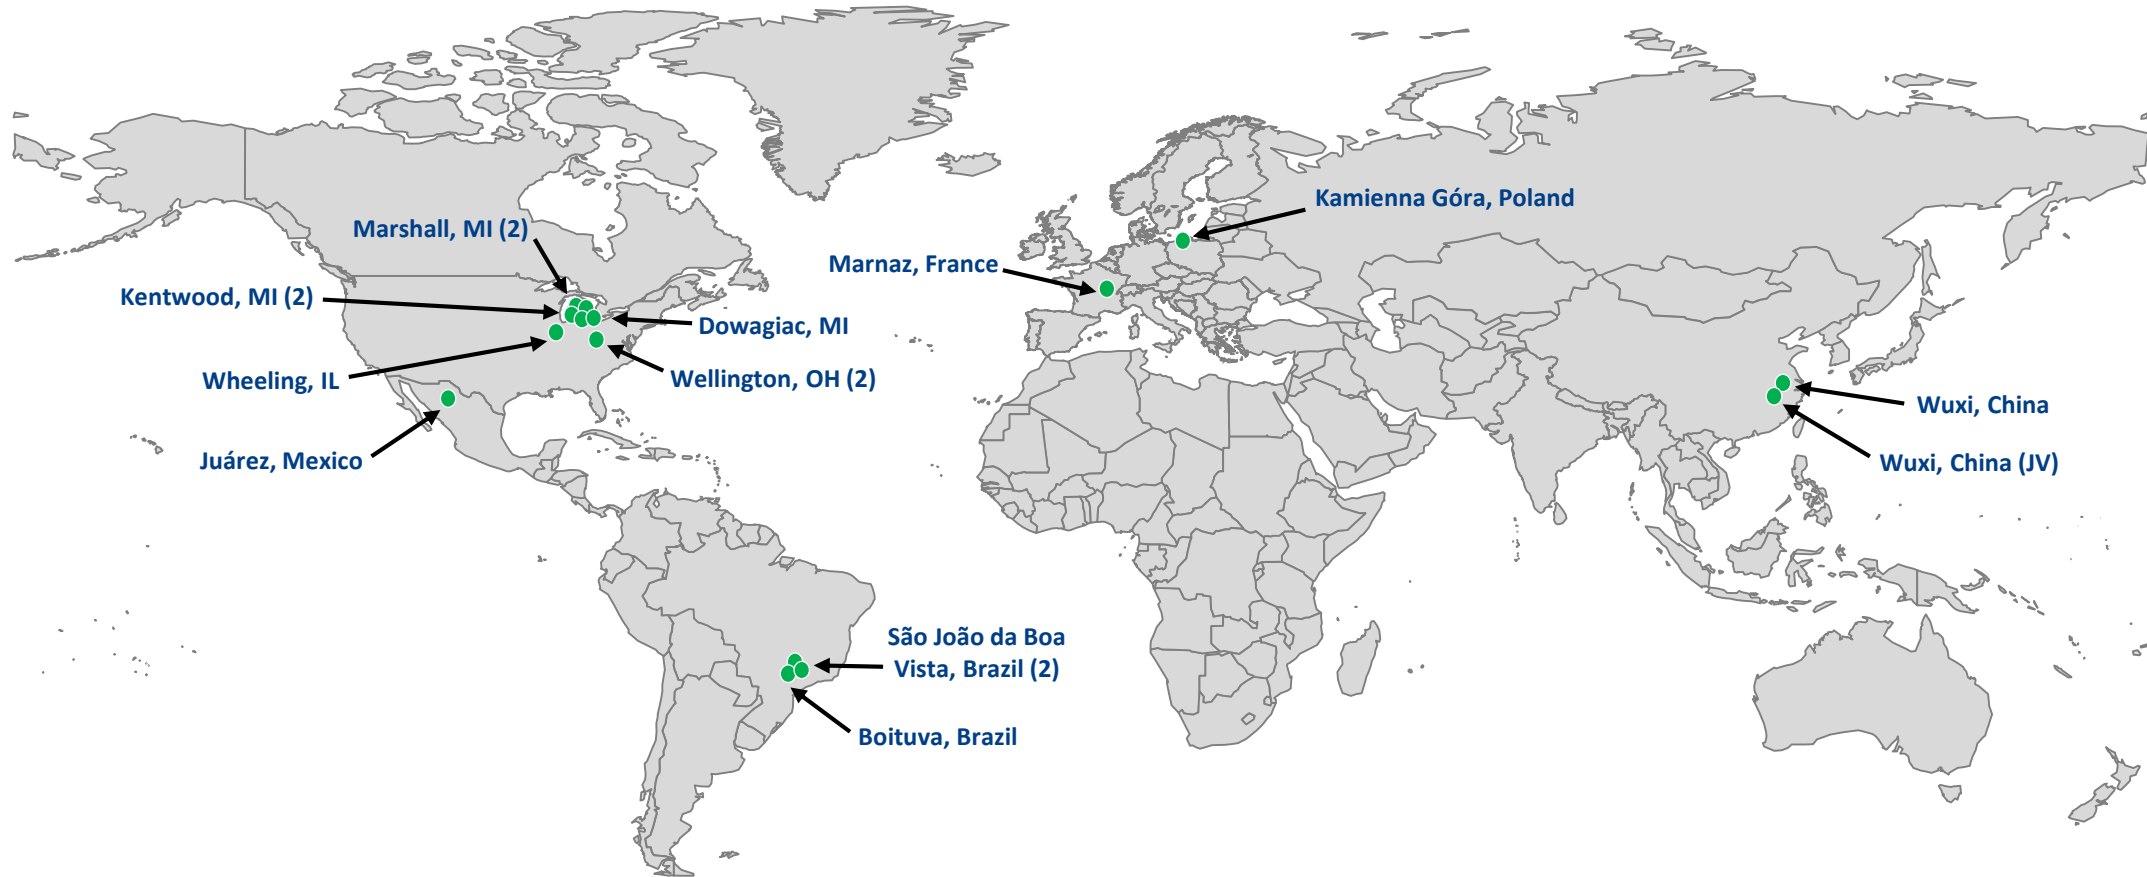 Kamienna Góra, Poland
Marshall, MI (2)
Marnaz, France
Kentwood, MI (2)
Dowagiac, MI
Wheeling, IL
Wellington, OH (2)
Wuxi, China
Juárez, Mexico
Wuxi, China (JV)
São João da Boa
Vista, Brazil (2)
Boituva, Brazil